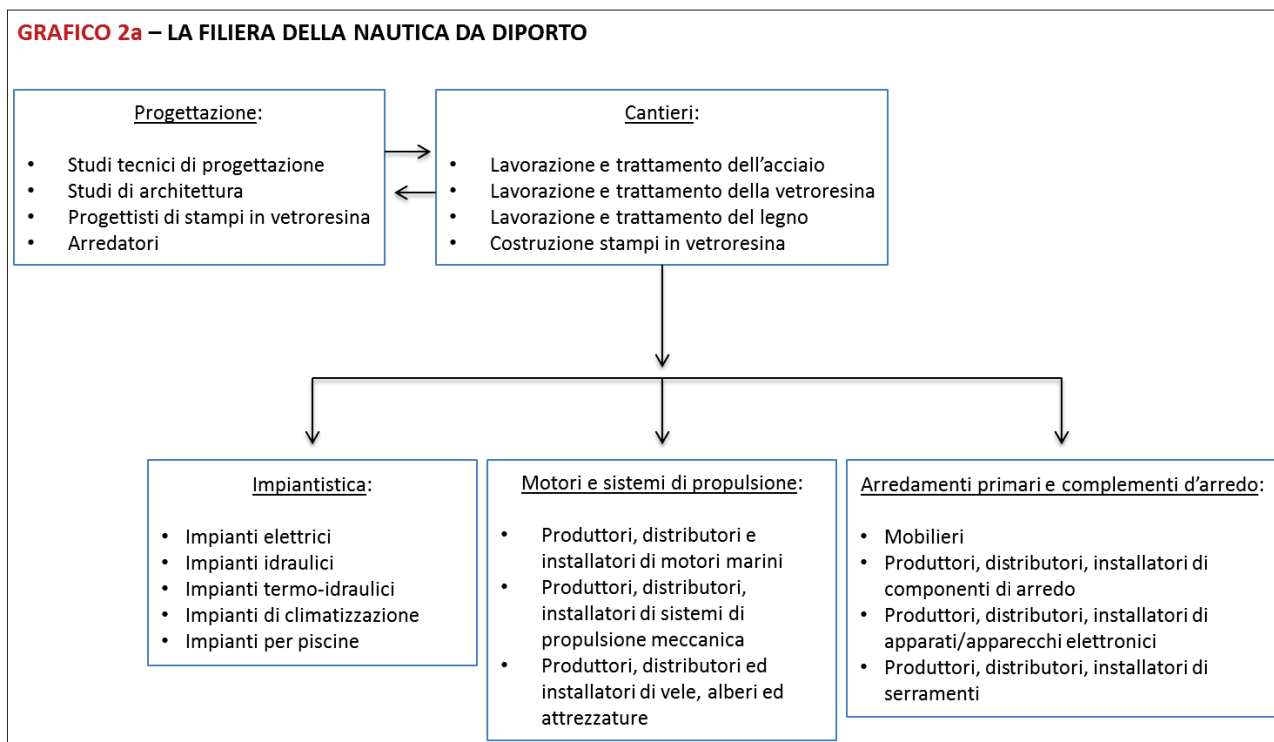 GRAFICO 2a – LA FILIERA DELLA NAUTICA DA DIPORTO
Progettazione:
• Studi tecnici di progettazione
• Studi di architettura
• Progettisti di stampi in vetroresina
• Arredatori
Cantieri:
• Lavorazione e trattamento dell'acciaio
• Lavorazione e trattamento della vetroresina
• Lavorazione e trattamento del legno
• Costruzione stampi in vetroresina
Impiantistica:
• Impianti elettrici
• Impianti idraulici
• Impianti termo-idraulici
• Impianti di climatizzazione
• Impianti per piscine
Motori e sistemi di propulsione:
• Produttori, distributori e
installatori di motori marini
• Produttori, distributori,
installatori di sistemi di
propulsione meccanica
• Produttori, distributori ed
installatori di vele, alberi ed
attrezzature
Arredamenti primari e complementi d'arredo:
• Mobilieri
• Produttori, distributori, installatori di
componenti di arredo
• Produttori, distributori, installatori di
apparati/apparecchi elettronici
• Produttori, distributori, installatori di
serramenti